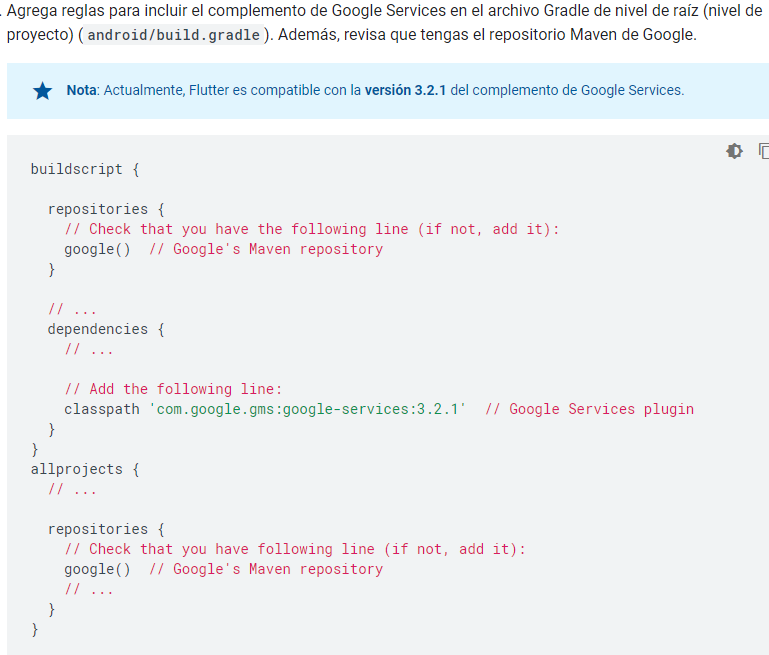 . Agrega reglas para incluir el complemento de Google Services en el archivo Gradle de nivel de raíz (nivel de
proyecto) ( android/build.gradle ). Además, revisa que tengas el repositorio Maven de Google.
Nota: Actualmente, Flutter es compatible con la versión 3.2.1 del complemento de Google Services.
buildscript {
repositories {
// Check that you have the following line (if not, add it):
google()  // Google's Maven repository
}
// ...
dependencies {
// ...
// Add the following line:
classpath 'com.google.gms:google-services:3.2.1'  // Google Services plugin
}
}
allprojects {
// ...
repositories {
// Check that you have following line (if not, add it):
google()  // Google's Maven repository
// ...
}
}